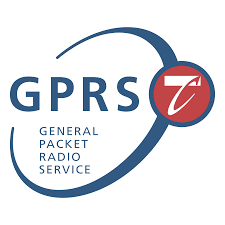 GPRS
GENERAL
PACKET
RADIO
SERVICE